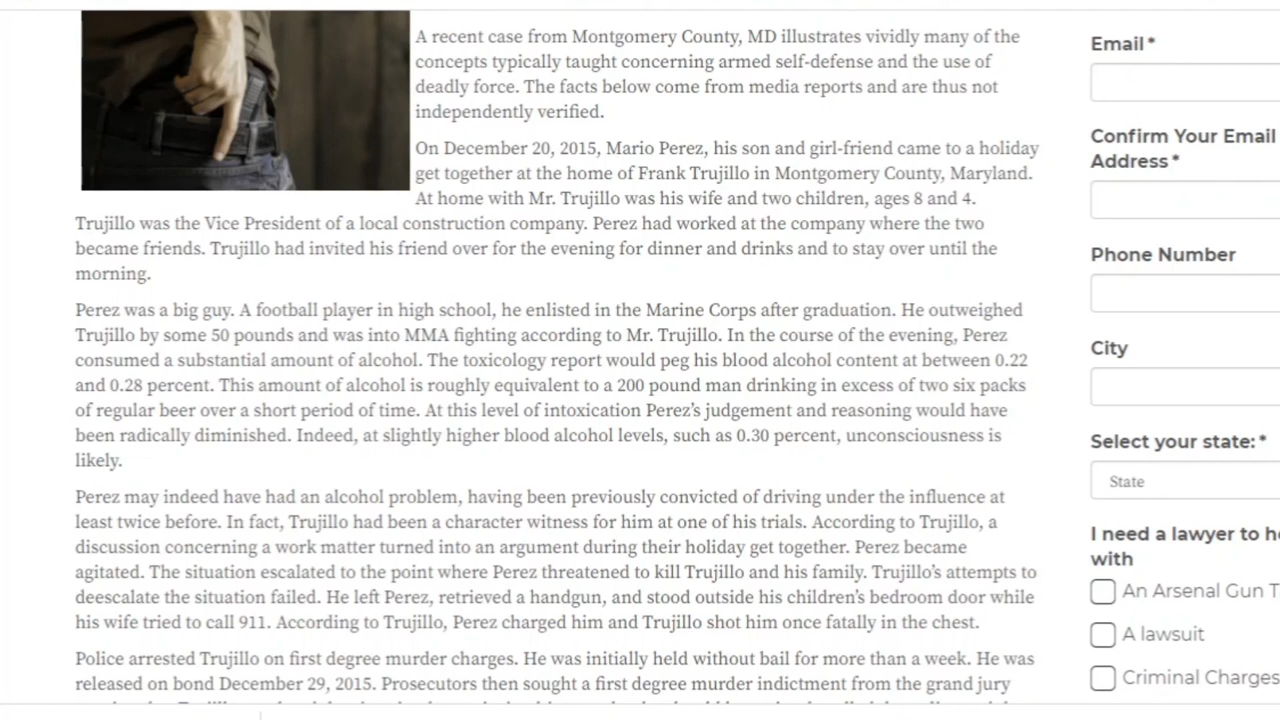 A recent case from Montgomery County, MD illustrates vividly many of the
concepts typically taught concerning armed self-defense and the use of
deadly force. The facts below come from media reports and are thus not
independently verified.
On December 20, 2015, Mario Perez, his son and girl-friend came to a holiday
get together at the home of Frank Trujillo in Montgomery County, Maryland.
At home with Mr. Trujillo was his wife and two children, ages 8 and 4.
Trujillo was the Vice President of a local construction company. Perez had worked at the company where the two
became friends. Trujillo had invited his friend over for the evening for dinner and drinks and to stay over until the
morning.
Perez was a big guy. A football player in high school, he enlisted in the Marine Corps after graduation. He outweighed
Trujillo by some 50 pounds and was into MMA fighting according to Mr. Trujillo. In the course of the evening, Perez
consumed a substantial amount of alcohol. The toxicology report would peg his blood alcohol content at between 0.22
and 0.28 percent. This amount of alcohol is roughly equivalent to a 200 pound man drinking in excess of two six packs
of regular beer over a short period of time. At this level of intoxication Perez's judgement and reasoning would have
been radically diminished. Indeed, at slightly higher blood alcohol levels, such as 0.30 percent, unconsciousness is
likely.
Perez may indeed have had an alcohol problem, having been previously convicted of driving under the influence at
least twice before. In fact, Trujillo had been a character witness for him at one of his trials. According to Trujillo, a
discussion concerning a work matter turned into an argument during their holiday get together. Perez became
agitated. The situation escalated to the point where Perez threatened to kill Trujillo and his family. Trujillo's attempts to
deescalate the situation failed. He left Perez, retrieved a handgun, and stood outside his children's bedroom door while
his wife tried to call 911. According to Trujillo, Perez charged him and Trujillo shot him once fatally in the chest.
Police arrested Trujillo on first degree murder charges. He was initially held without bail for more than a week. He was
released on bond December 29, 2015. Prosecutors then sought a first degree murder indictment from the grand jury
Email*
Confirm Your Email
Address*
Phone Number
City
Select your state:*
State
I need a lawyer to he
with
An Arsenal Gun T
A lawsuit
Criminal Charges